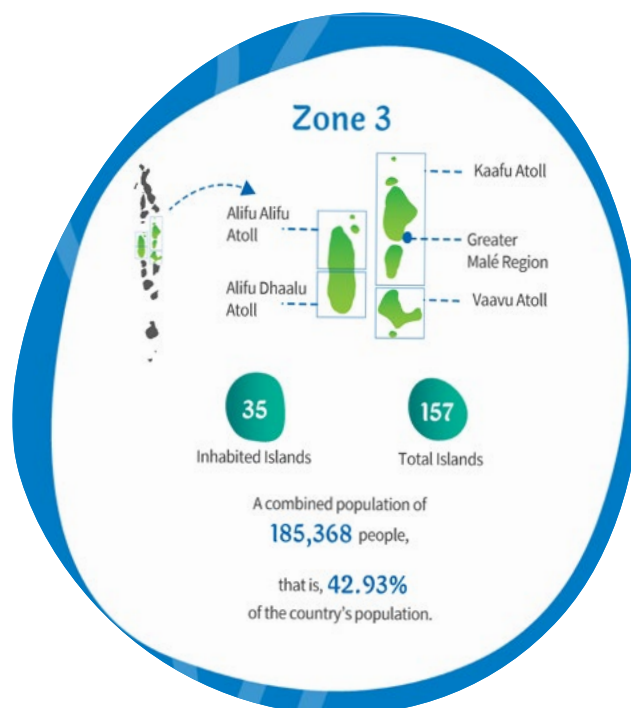 Zone 3
Kaafu Atoll
Alifu Alifu
Atoll
Greater
Malé Region
Alifu Dhaalu
Atoll
Vaavu Atoll
35
Inhabited Islands
157
Total Islands
A combined population of
185,368 people,
that is, 42.93%
of the country's population.